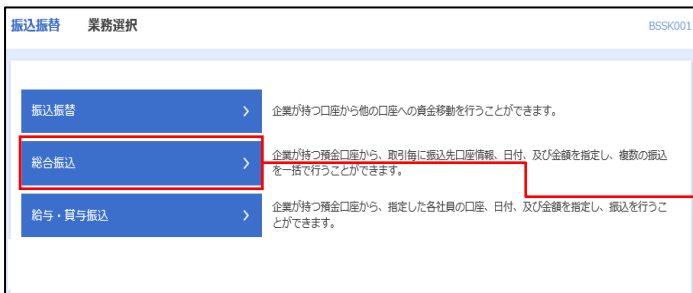 振込振替 業務選択 BSSK001
振込振替 企業が持つ口座から他の口座への資金移動を行うことができます。
総合振込 企業が持つ預金口座から、取引毎に振込先口座情報、日付、及び金額を指定し、複数の振込
を一括で行うことができます。
給与・賞与振込 企業が持つ預金口座から、指定した各社員の口座、日付、及び金額を指定し、振込を行うこ
とができます。